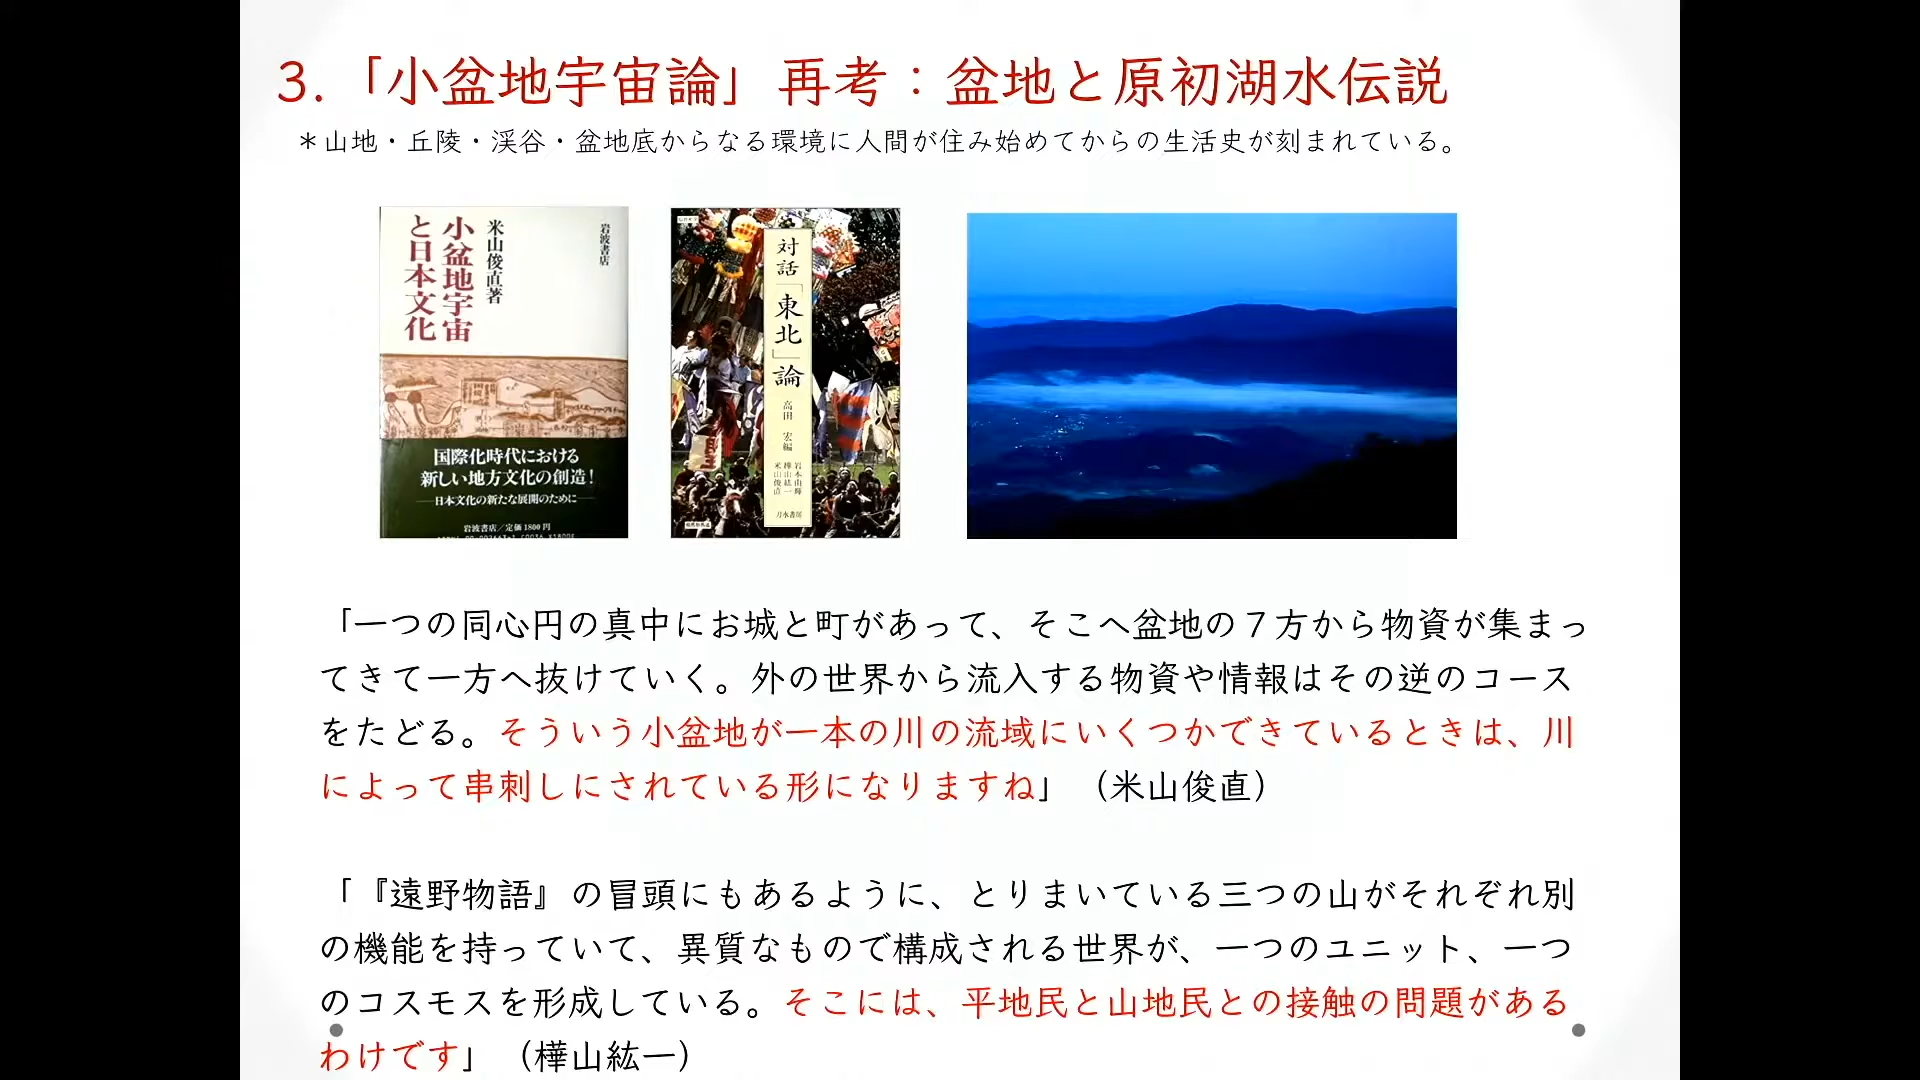 3.「小盆地宇宙論」再考：盆地と原初湖水伝説
＊山地・丘陵・渓谷・盆地底からなる環境に人間が住み始めてからの生活史が刻まれている。
岩波書店
米山俊直著
小盆地宇宙
と日本文化
国際化時代における
新しい地方文化の創造！
―日本文化の新たな展開のために―
岩波書店／定価1800円
対話「東北」論
高田 宏編
岩本由輝
樺山紘一
米山俊直
刀水書房
「一つの同心円の真中にお城と町があって、そこへ盆地の７方から物資が集まっ
てきて一方へ抜けていく。外の世界から流入する物資や情報はその逆のコース
をたどる。そういう小盆地が一本の川の流域にいくつかできているときは、川
によって串刺しにされている形になりますね」（米山俊直）
「『遠野物語』の冒頭にもあるように、とりまいている三つの山がそれぞれ別
の機能を持っていて、異質なもので構成される世界が、一つのユニット、一つ
のコスモスを形成している。そこには、平地民と山地民との接触の問題がある
わけです」（樺山紘一）